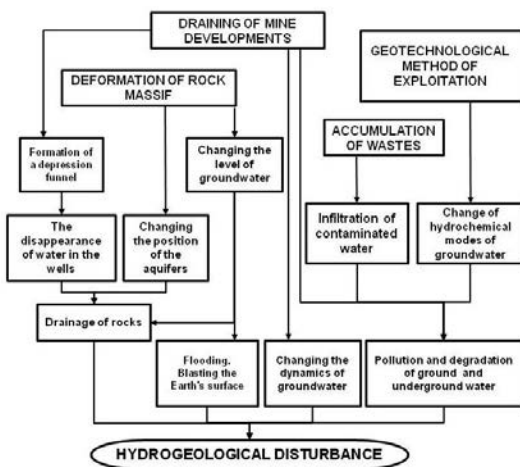 DRAINING OF MINE
DEVELOPMENTS
GEOTECHNOLOGICAL
METHOD OF
EXPLOITATION
DEFORMATION OF ROCK
MASSIF
ACCUMULATION
OF WASTES
Formation of
a depression
funnel
Changing
the level of
groundwater
The
disappearance
of water in the
wells
Changing
the position
of the
aquifers
Infiltration of
contaminated
water
Change of
hydrochemical
modes of
groundwater
Drainage of rocks
Flooding,
Blasting the
Earth's surface
Changing the
dynamics of
groundwater
Pollution and degradation
of ground and
underground water
HYDROGEOLOGICAL DISTURBANCE